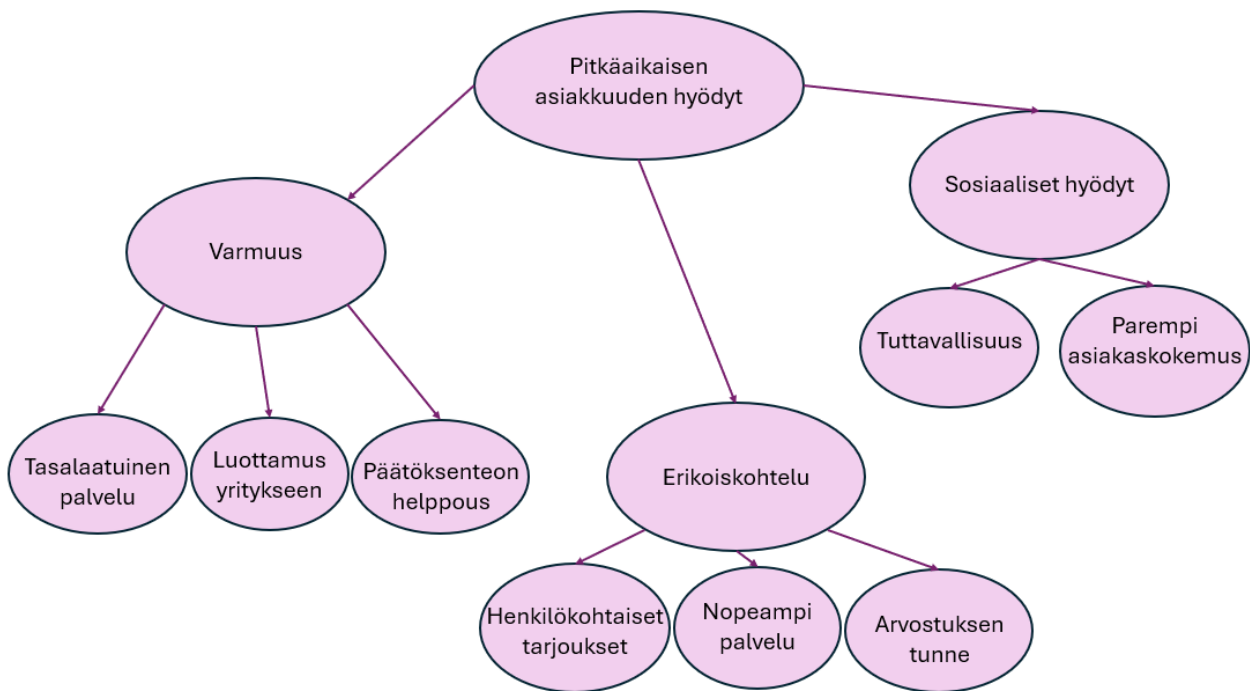 Pitkäaikaisen
asiakkuuden hyödyt
Sosiaaliset hyödyt
Varmuus
Tuttavallisuus
Parempi
asiakaskokemus
Tasalaatuinen
palvelu
Luottamus
yritykseen
Päätöksenteon
helppous
Erikoiskohtelu
Henkilökohtaiset
tarjoukset
Nopeampi
palvelu
Arvostuksen
tunne